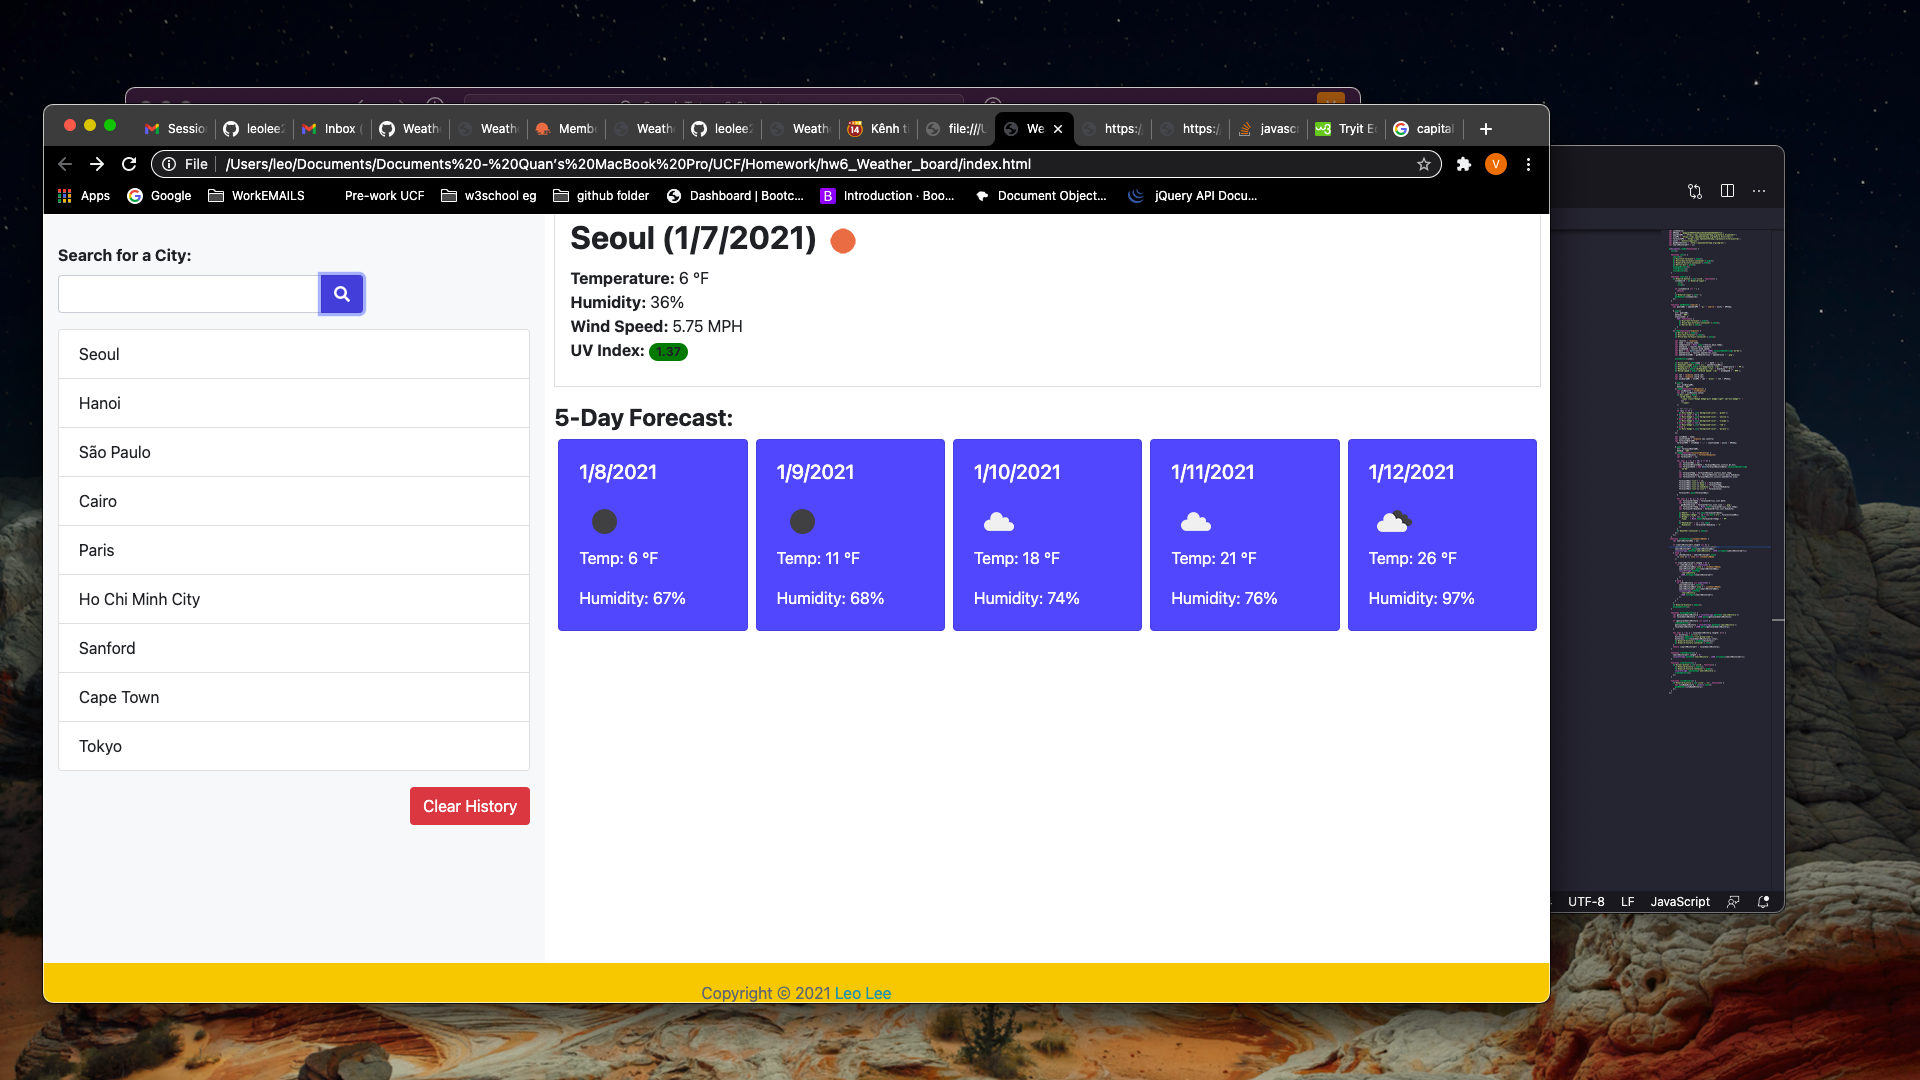 Sessio
leolee2
Inbox (
Weath
Weath
Membe
Weath
leolee2
Weath
Kênh ti
file:///U
We
https:/
https:/
javasc
Tryit E
capital
File
/Users/leo/Documents/Documents%20-%20Quan's%20MacBook%20Pro/UCF/Homework/hw6_Weather_board/index.html
V
Apps
Google
WorkEMAILS
Pre-work UCF
w3school eg
github folder
Dashboard | Bootc...
B
Introduction · Boo...
Document Object...
jQuery API Docu...
Search for a City:
Seoul
Hanoi
São Paulo
Cairo
Paris
Ho Chi Minh City
Sanford
Cape Town
Tokyo
Clear History
Seoul (1/7/2021)
Temperature: 6 °F
Humidity: 36%
Wind Speed: 5.75 MPH
UV Index: 1.37
5-Day Forecast:
1/8/2021
Temp: 6 °F
Humidity: 67%
1/9/2021
Temp: 11 °F
Humidity: 68%
1/10/2021
Temp: 18 °F
Humidity: 74%
1/11/2021
Temp: 21 °F
Humidity: 76%
1/12/2021
Temp: 26 °F
Humidity: 97%
Copyright © 2021 Leo Lee
UTF-8
LF
JavaScript